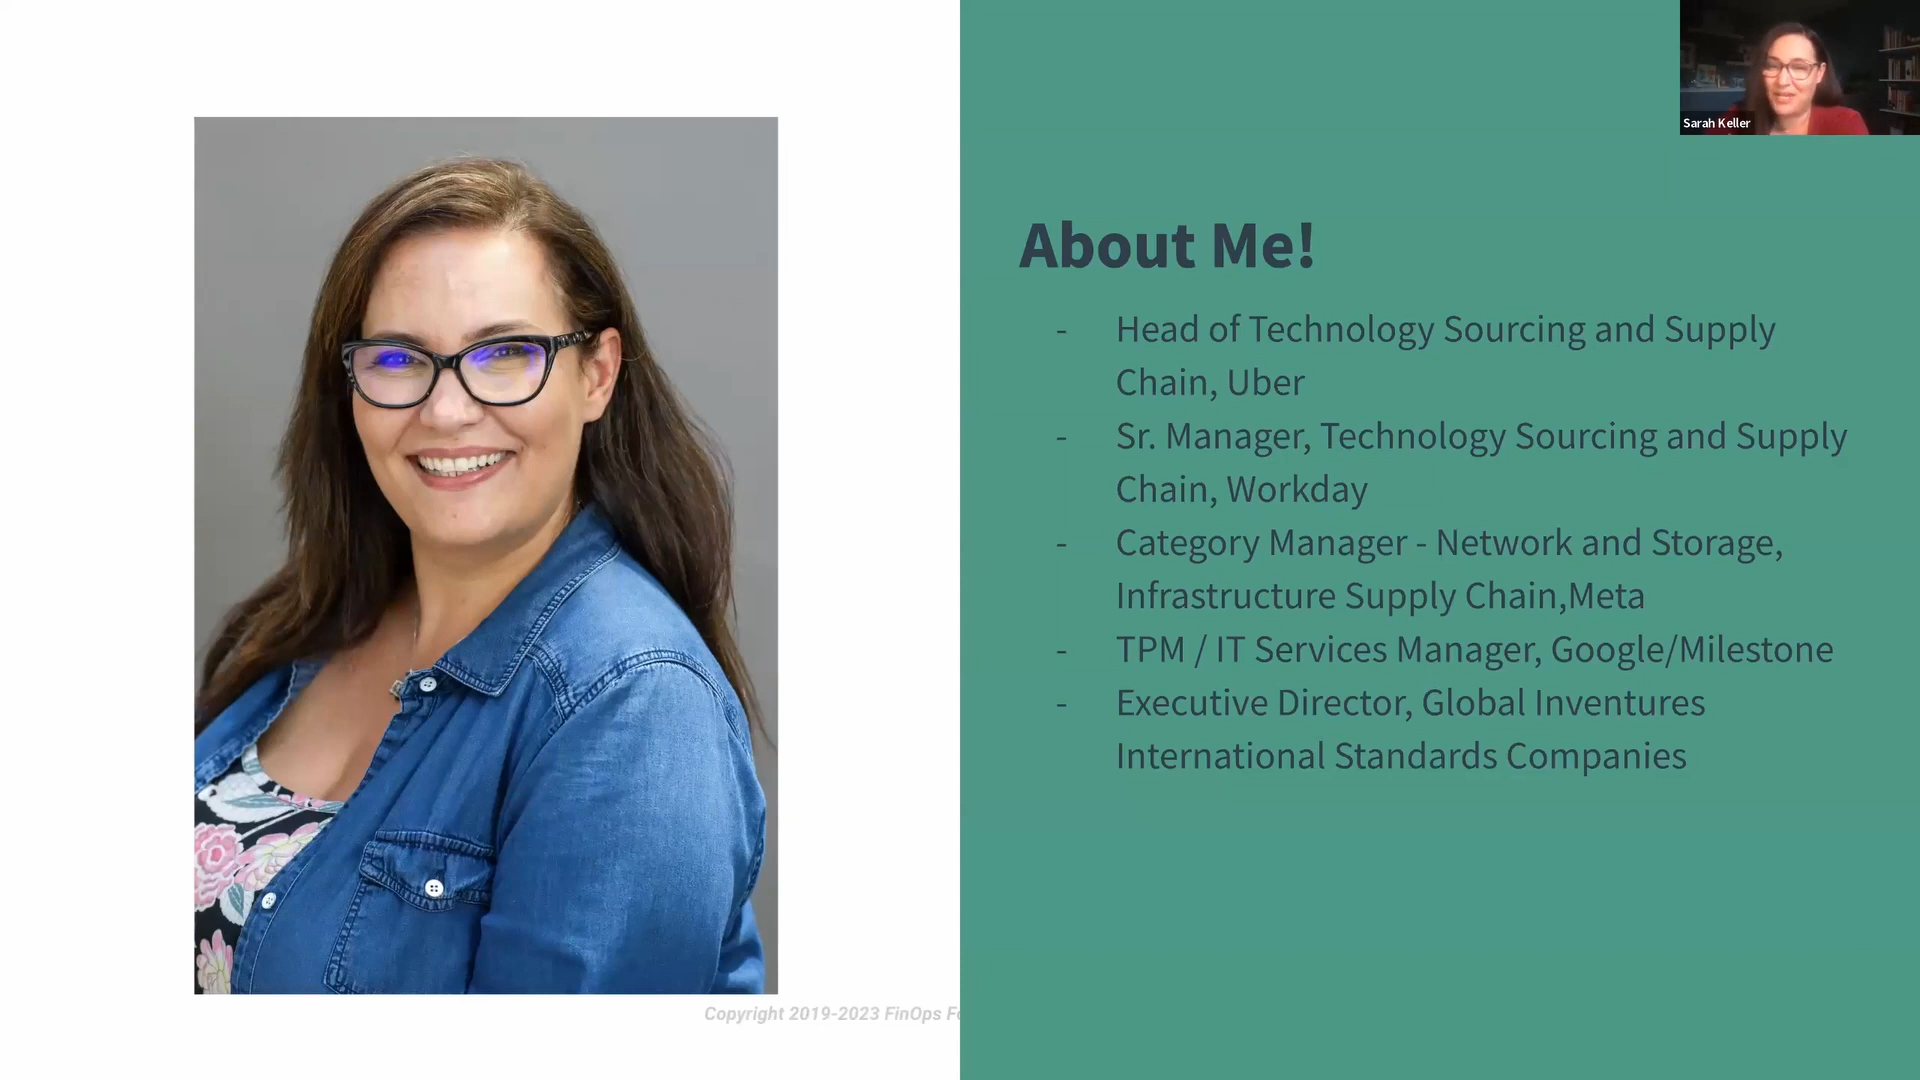 Sarah Keller
About Me!
- Head of Technology Sourcing and Supply
Chain, Uber
- Sr. Manager, Technology Sourcing and Supply
Chain, Workday
- Category Manager - Network and Storage,
Infrastructure Supply Chain,Meta
- TPM / IT Services Manager, Google/Milestone
- Executive Director, Global Inventures
International Standards Companies
Copyright 2019-2023 FinOps